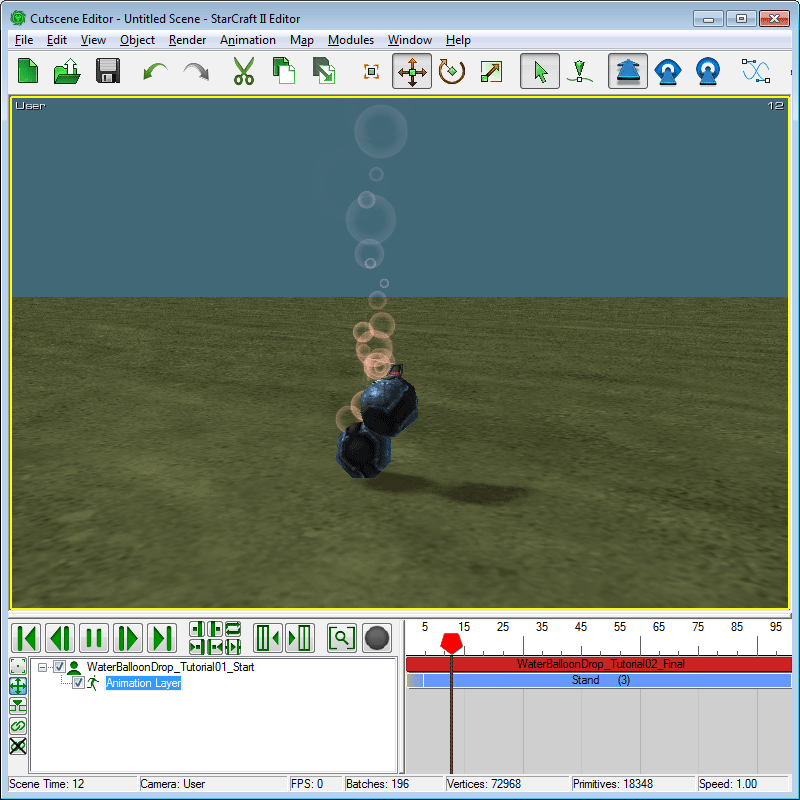 Cutscene Editor - Untitled Scene - StarCraft II Editor
File Edit View Object Render Animation Map Modules Window Help
User 12
5 15 25 35 45 55 65 75 85 95
WaterBalloonDrop_Tutorial01_Start
WaterBalloonDrop_Tutorial02_Final
Animation Layer
Stand (3)
Scene Time: 12 Camera: User FPS: 0 Batches: 196 Vertices: 72968 Primitives: 18348 Speed: 1.00